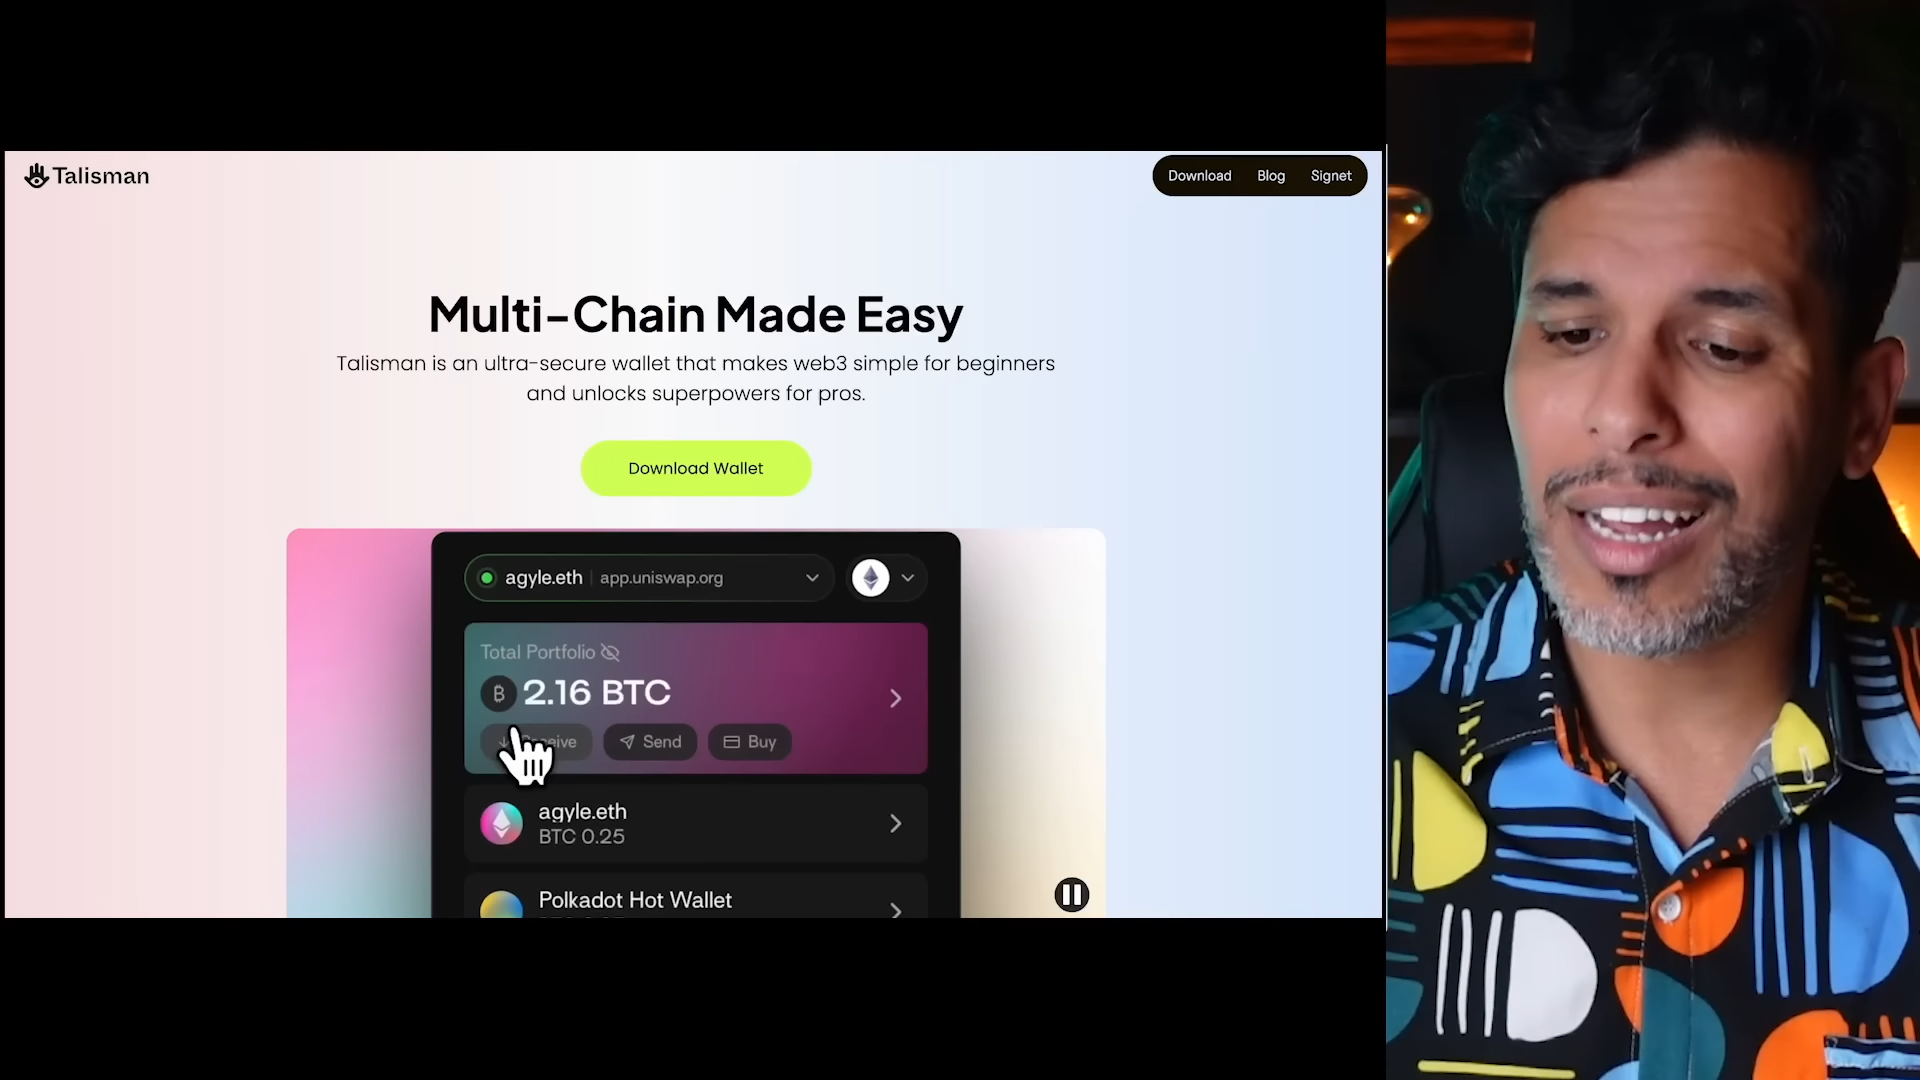 Talisman
Download Blog Signet
Multi-Chain Made Easy
Talisman is an ultra-secure wallet that makes web3 simple for beginners
and unlocks superpowers for pros.
Download Wallet
agyle.eth | app.uniswap.org
Total Portfolio
2.16 BTC
Send Buy
agyle.eth
BTC 0.25
Polkadot Hot Wallet